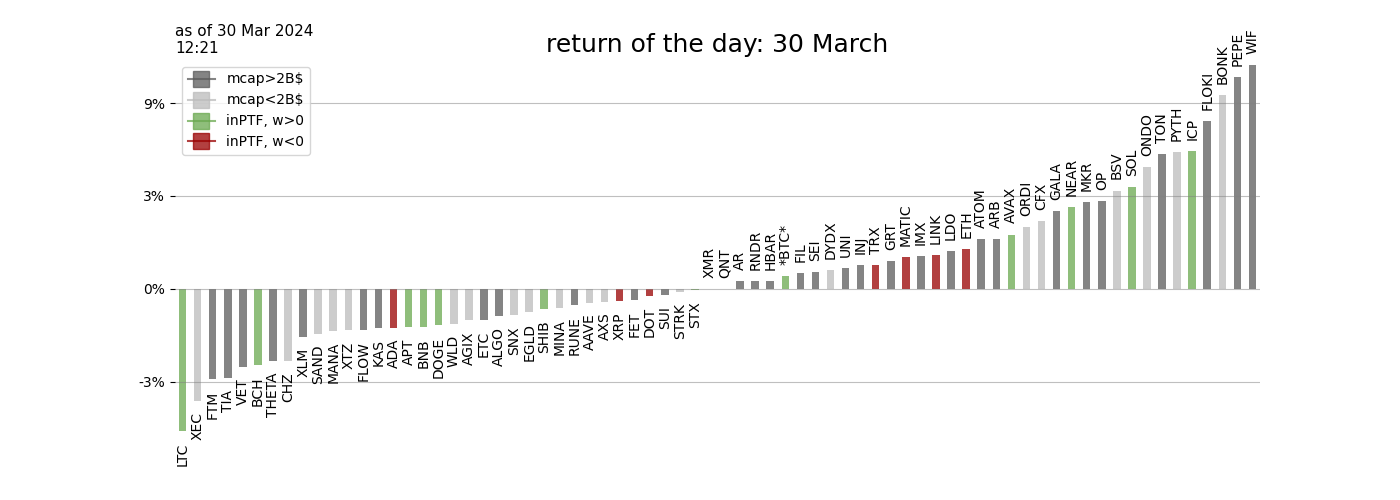 as of 30 Mar 2024
12:21
return of the day: 30 March
mcap>2B$
mcap<2B$
inPTF, w>0
inPTF, w<0
9%
3%
0%
-3%
LTC
XEC
FTM
TIA
VET
BCH
THETA
CHZ
XLM
SAND
MANA
XTZ
FLOW
KAS
ADA
APT
BNB
DOGE
WLD
AGIX
ETC
ALGO
SNX
EGLD
SHIB
MINA
RUNE
AAVE
AXS
XRP
FET
DOT
SUI
STRK
STX
XMR
QNT
AR
RNDR
HBAR
*BTC*
FIL
SEI
DYDX
UNI
INJ
TRX
GRT
MATIC
IMX
LINK
LDO
ETH
ATOM
ARB
AVAX
ORDI
CFX
GALA
NEAR
MKR
OP
BSV
SOL
ONDO
TON
PYTH
ICP
FLOKI
BONK
PEPE
WIF